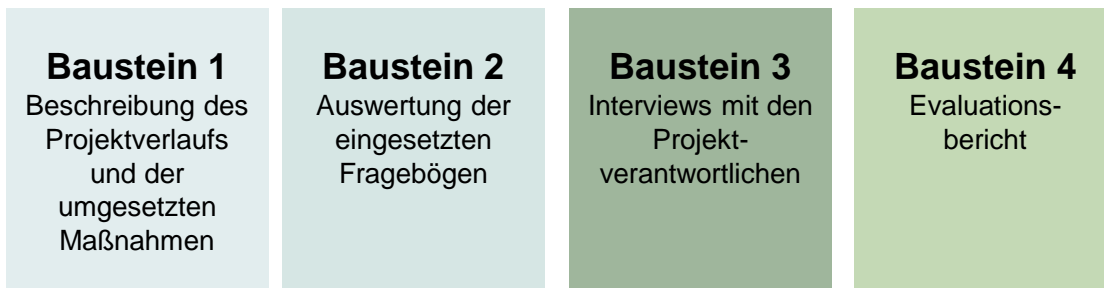 Baustein 1
Beschreibung des
Projektverlaufs
und der
umgesetzten
Maßnahmen
Baustein 2
Auswertung der
eingesetzten
Fragebögen
Baustein 3
Interviews mit den
Projekt-
verantwortlichen
Baustein 4
Evaluations-
bericht